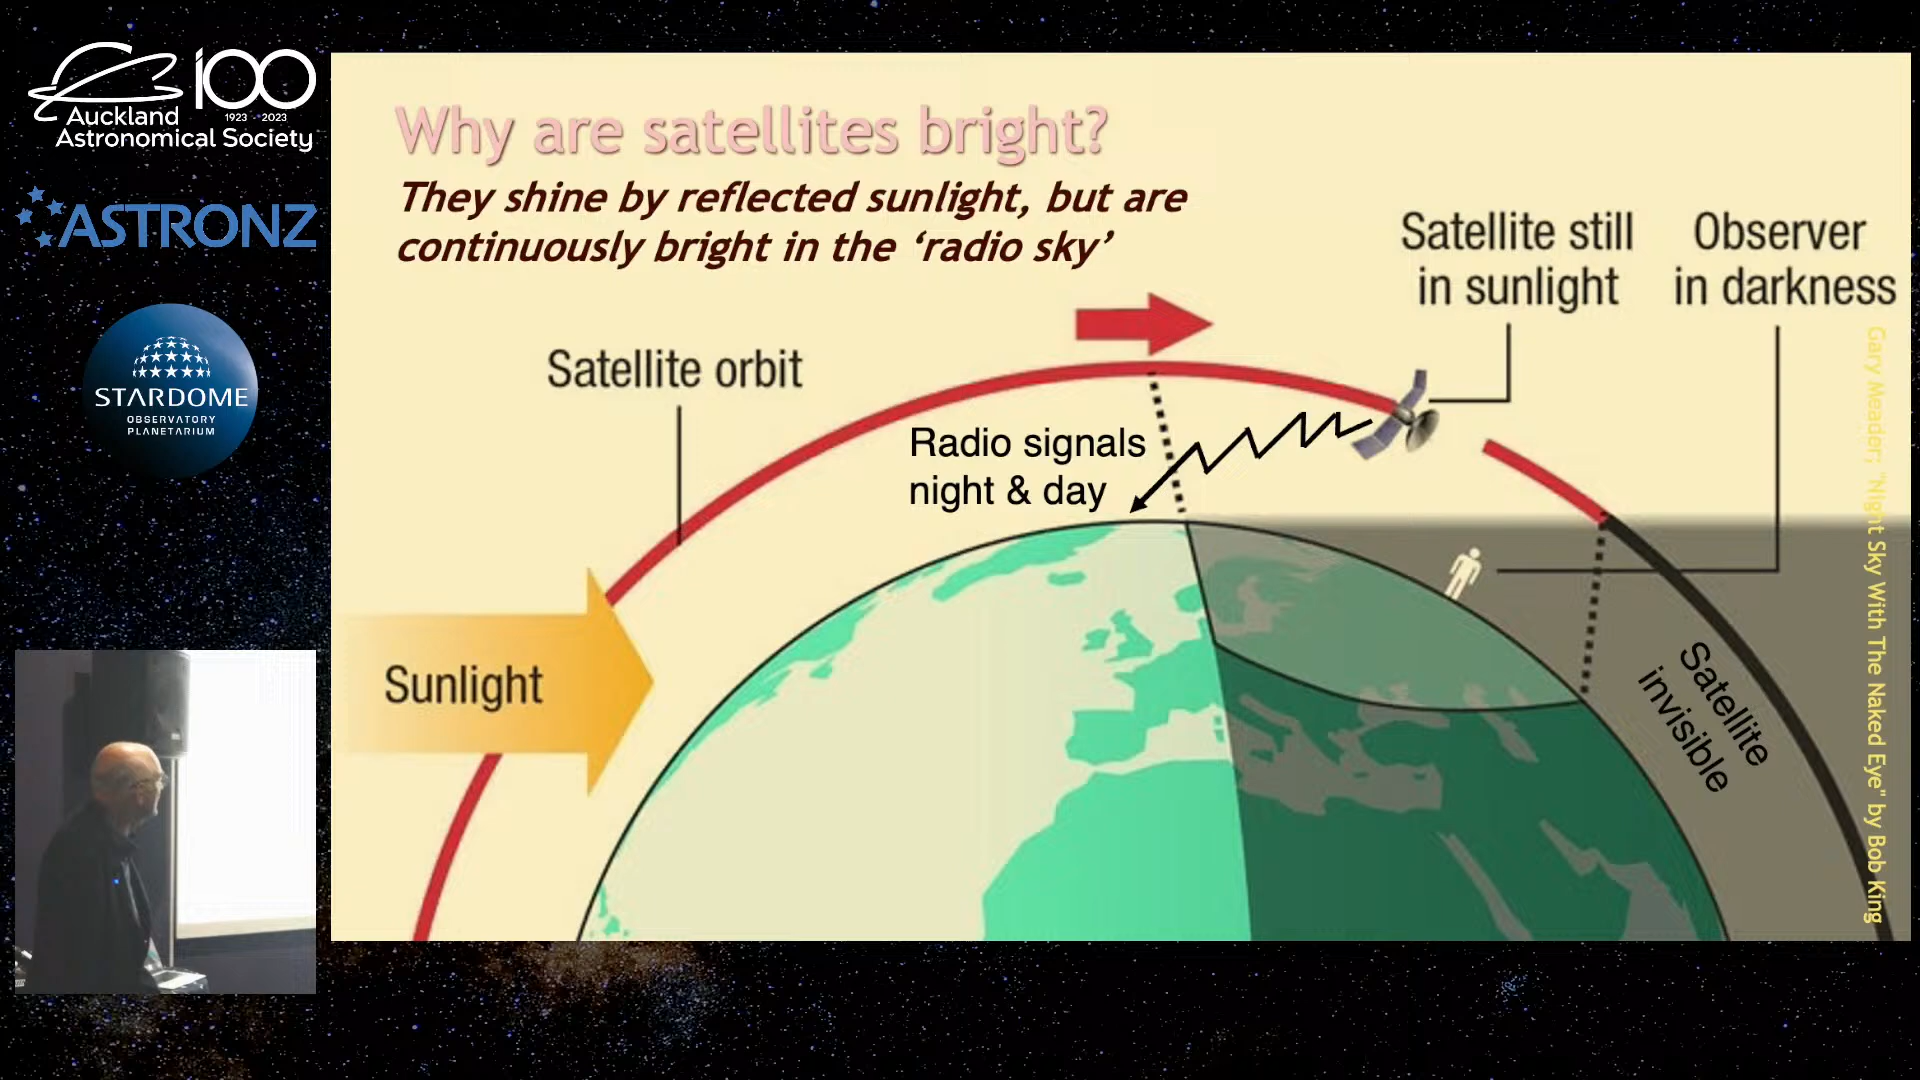 100
1923 - 2023
Auckland
Astronomical Society
ASTRONZ
STARDOME
OBSERVATORY
PLANETARIUM
Why are satellites bright?
They shine by reflected sunlight, but are
continuously bright in the ‘radio sky’
Satellite still
in sunlight
Observer
in darkness
Satellite orbit
Radio signals
night & day
Sunlight
Satellite
invisible
Gary Meader; "Night Sky With The Naked Eye" by Bob King